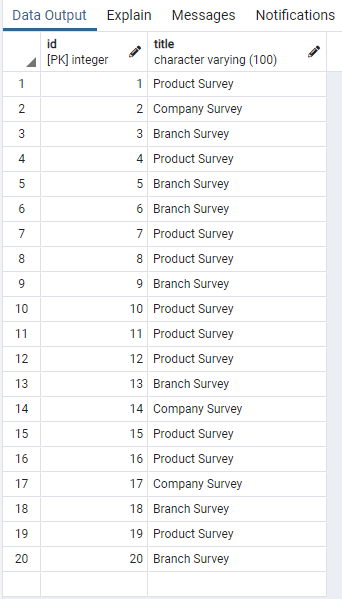 Data Output Explain Messages Notifications
id title
[PK] integer character varying (100)
1 1 Product Survey
2 2 Company Survey
3 3 Branch Survey
4 4 Product Survey
5 5 Branch Survey
6 6 Branch Survey
7 7 Product Survey
8 8 Product Survey
9 9 Branch Survey
10 10 Product Survey
11 11 Product Survey
12 12 Product Survey
13 13 Branch Survey
14 14 Company Survey
15 15 Product Survey
16 16 Product Survey
17 17 Company Survey
18 18 Branch Survey
19 19 Product Survey
20 20 Branch Survey